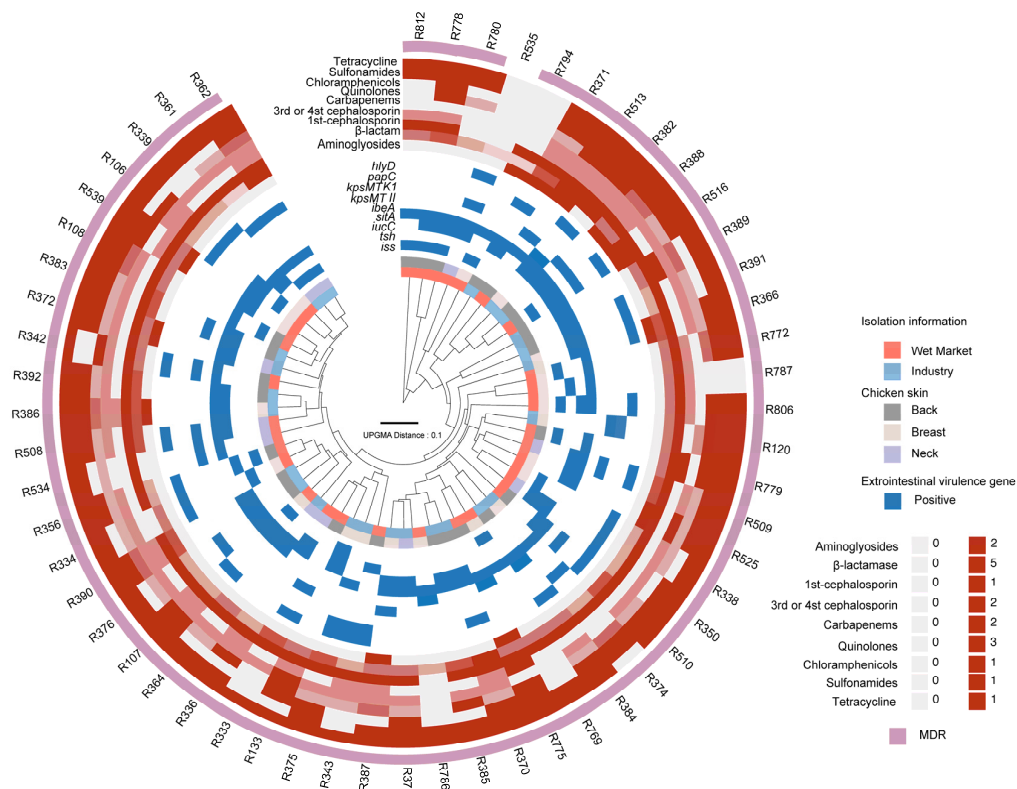 Tetracycline
Sulfonamides
Chloramphenicols
Quinolones
Carbapenems
3rd or 4st cephalosporin
1st-cephlosporin
β-lactam
Aminoglysides
hlyD
papC
kpsMTK1
kpsMT II
ibeA
sitA
iucC
tsh
iss
R812
R778
R780
R535
R794
R371
R513
R382
R388
R516
R389
R391
R366
R772
R787
R806
R120
R779
R509
R525
R338
R350
R510
R374
R384
R769
R775
R370
R385
R786
R37
R387
R343
R375
R133
R333
R336
R364
R107
R376
R390
R334
R356
R534
R508
R386
R392
R342
R372
R383
R108
R539
R106
R339
R361
R362
UPGMA Distance : 0.1
Isolation information
Wet Market
Industry
Chicken skin
Back
Breast
Neck
Extrointestinal virulence gene
Positive
Aminoglysides 0 2
β-lactamase 0 5
1st-cephalosporin 0 1
3rd or 4st cephalosporin 0 2
Carbapenems 0 2
Quinolones 0 3
Chloramphenicols 0 1
Sulfonamides 0 1
Tetracycline 0 1
MDR